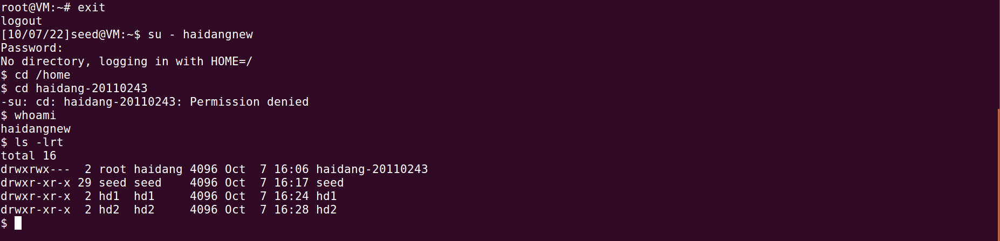 root@VM:~# exit
logout
[10/07/22]seed@VM:~$ su - haidangnew
Password:
No directory, logging in with HOME=/
$ cd /home
$ cd haidang-20110243
-su: cd: haidang-20110243: Permission denied
$ whoami
haidangnew
$ ls -lrt
total 16
drwxrwx---  2 root haidang 4096 Oct  7 16:06 haidang-20110243
drwxr-xr-x 29 seed seed    4096 Oct  7 16:17 seed
drwxr-xr-x  2 hd1  hd1     4096 Oct  7 16:24 hd1
drwxr-xr-x  2 hd2  hd2     4096 Oct  7 16:28 hd2
$